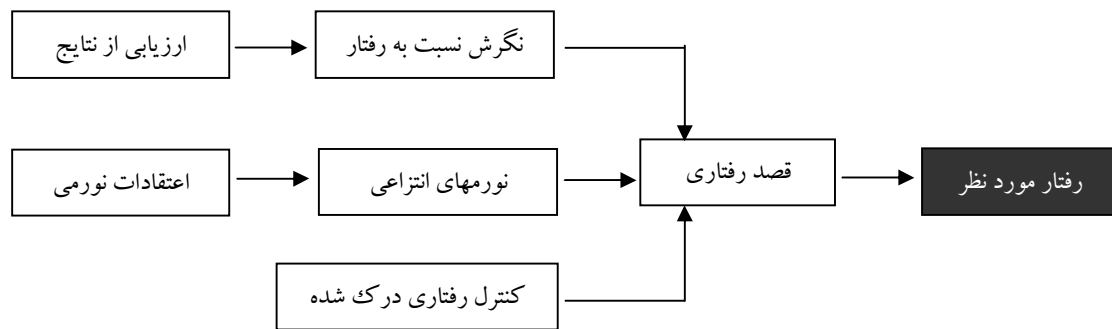 ارزیابی از نتایج
نگرش نسبت به رفتار
اعتقادات نورمی
نورمهای انتزاعی
قصد رفتاری
رفتار مورد نظر
کنترل رفتاری درک شده